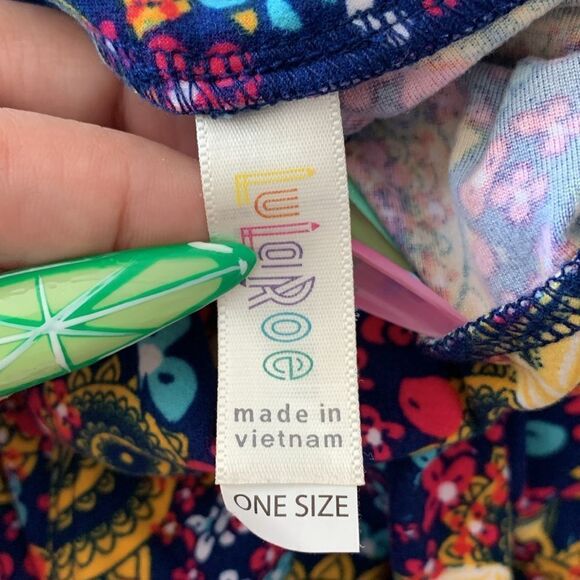 LuLaRoe
made in
vietnam
ONE SIZE